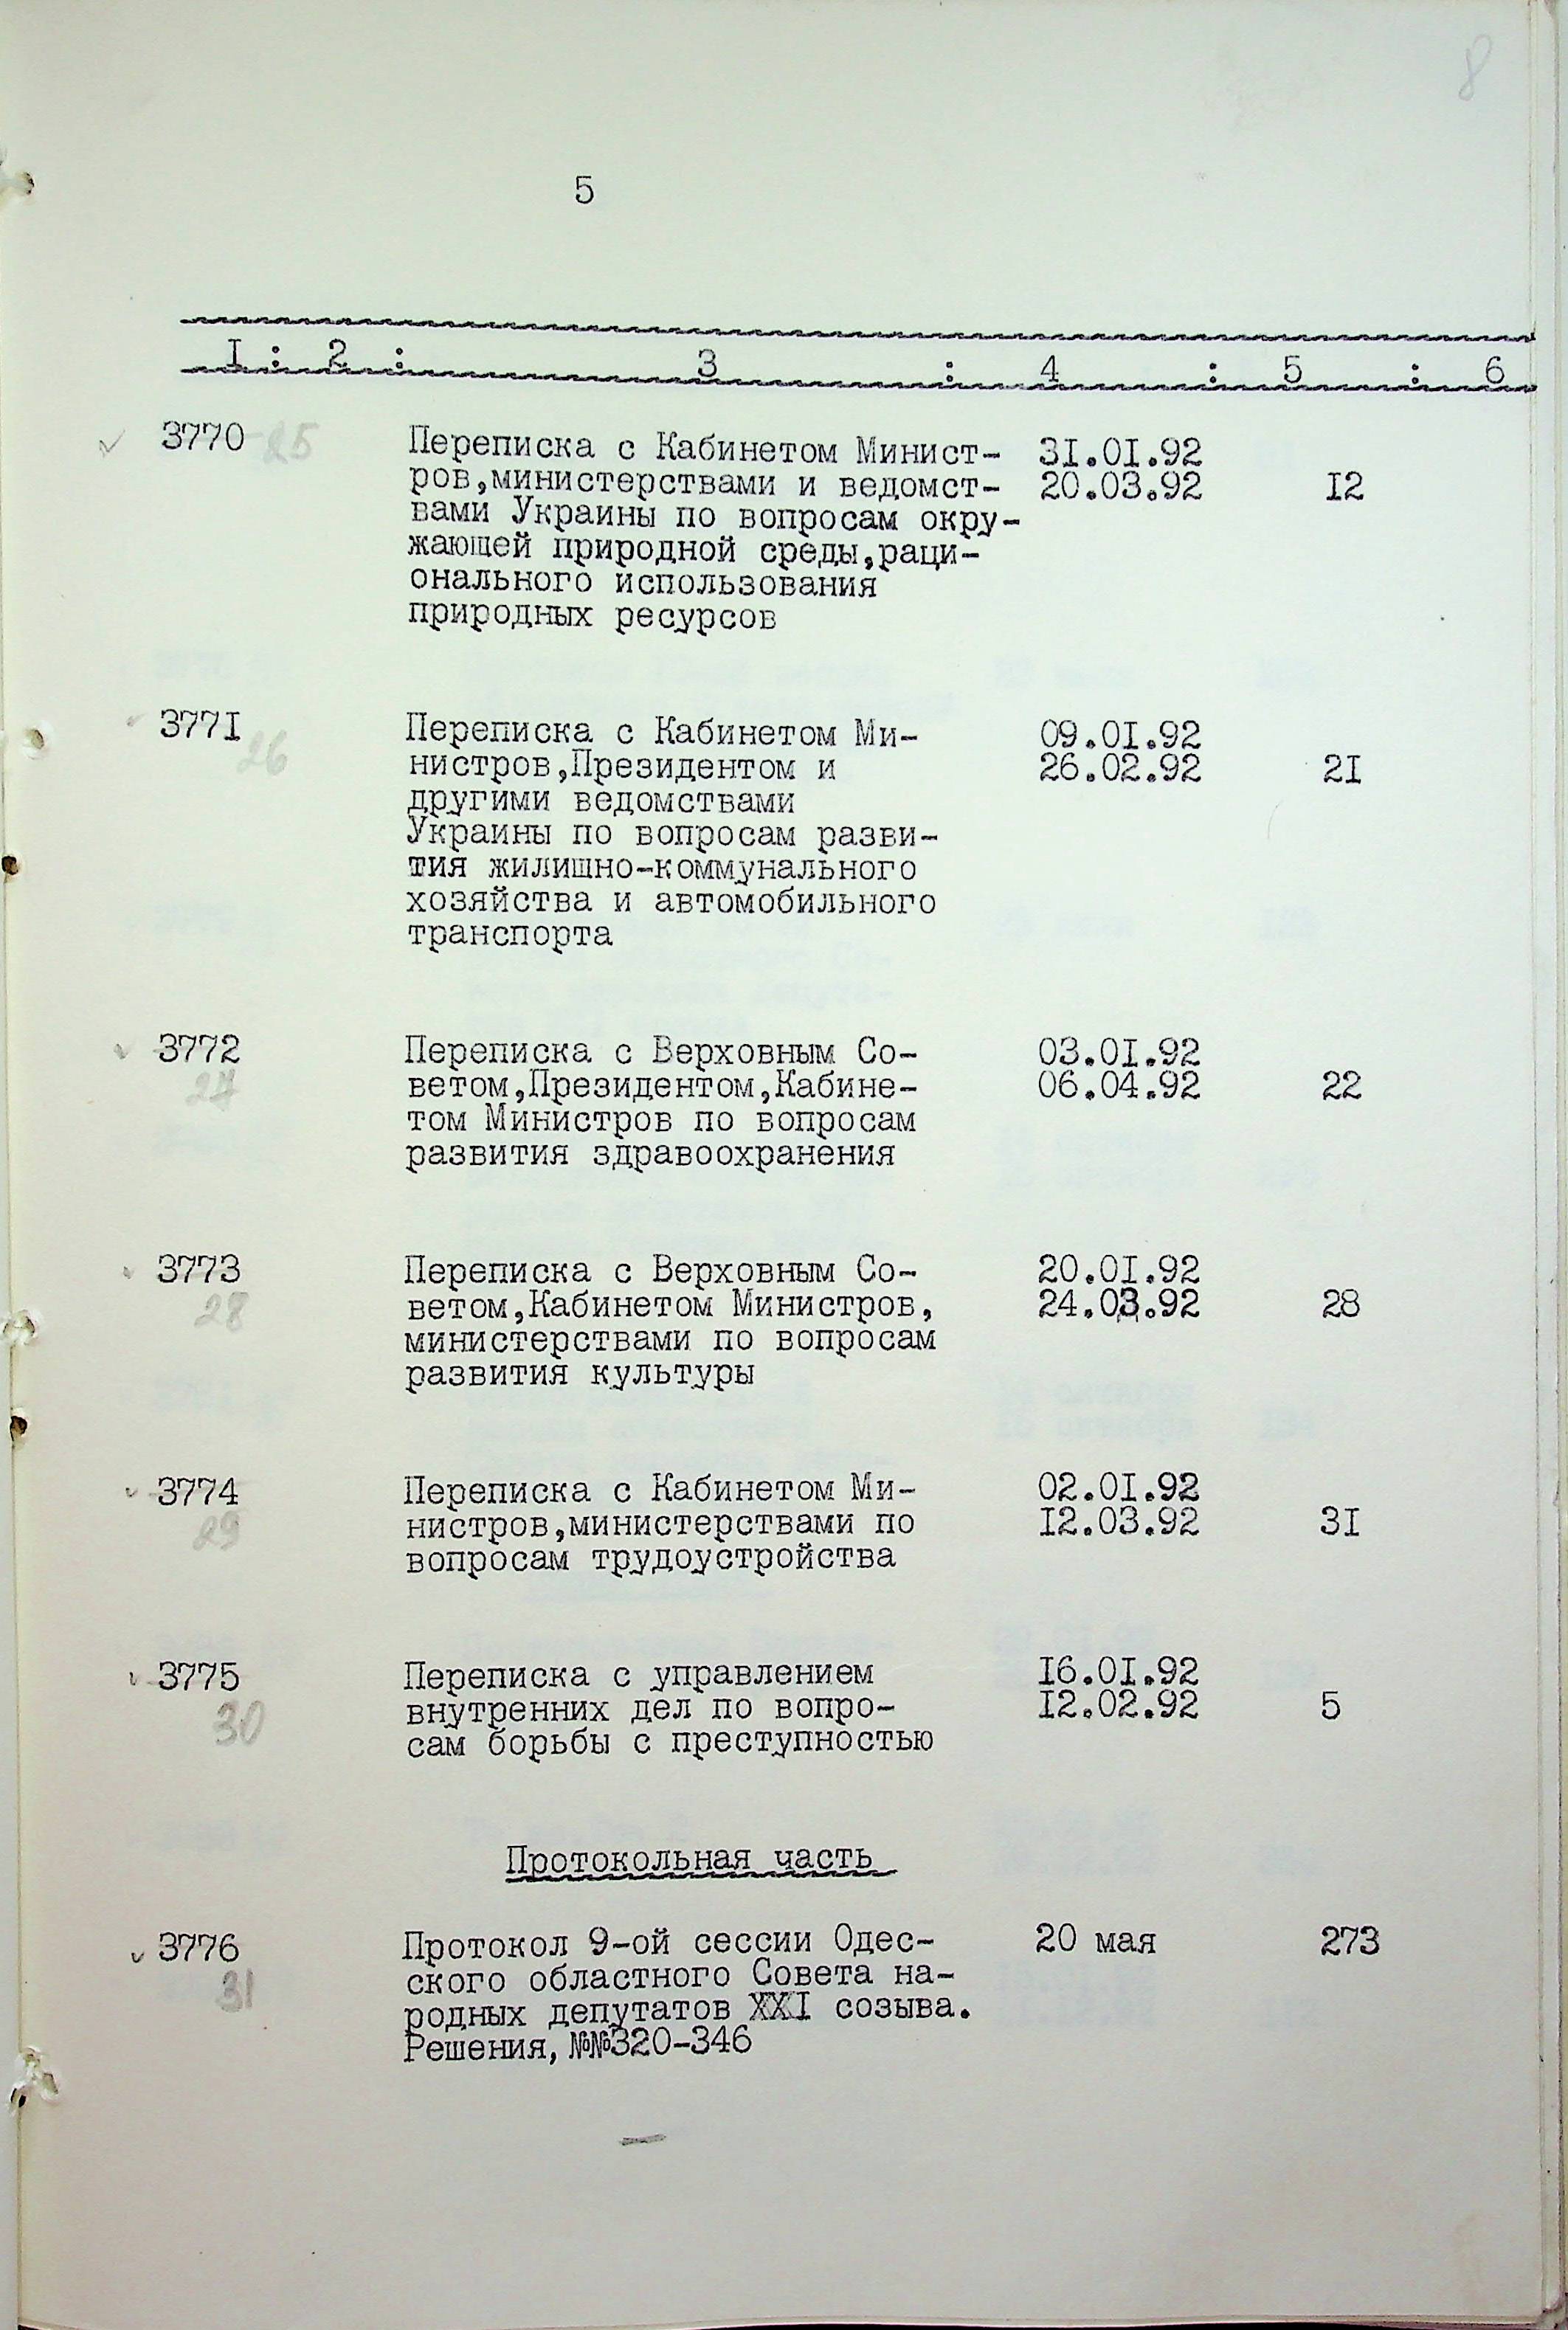 8
5
I : 2 : 3 : 4 : 5 : 6
3770 25 Переписка с Кабинетом Минист- 31.01.92
ров,министерствами и ведомст- 20.03.92 12
вами Украины по вопросам окру-
жающей природной среды,раци-
онального использования
природных ресурсов
3771 Переписка с Кабинетом Ми- 09.01.92
26 нистров,Президентом и 26.02.92 21
другими ведомствами
Украины по вопросам разви-
тия жилищно-коммунального
хозяйства и автомобильного
транспорта
3772 Переписка с Верховным Со- 03.01.92
27 ветом,Президентом,Кабине- 06.04.92 22
том Министров по вопросам
развития здравоохранения
3773 Переписка с Верховным Со- 20.01.92
28 ветом,Кабинетом Министров, 24.03.92 28
министерствами по вопросам
развития культуры
3774 Переписка с Кабинетом Ми- 02.01.92
29 нистров,министерствами по 12.03.92 31
вопросам трудоустройства
3775 Переписка с управлением 16.01.92
30 внутренних дел по вопро- 12.02.92 5
сам борьбы с преступностью
Протокольная часть
3776 Протокол 9-ой сессии Одес- 20 мая 273
31 ского областного Совета на-
родных депутатов XXI созыва.
Решения, №№320-346